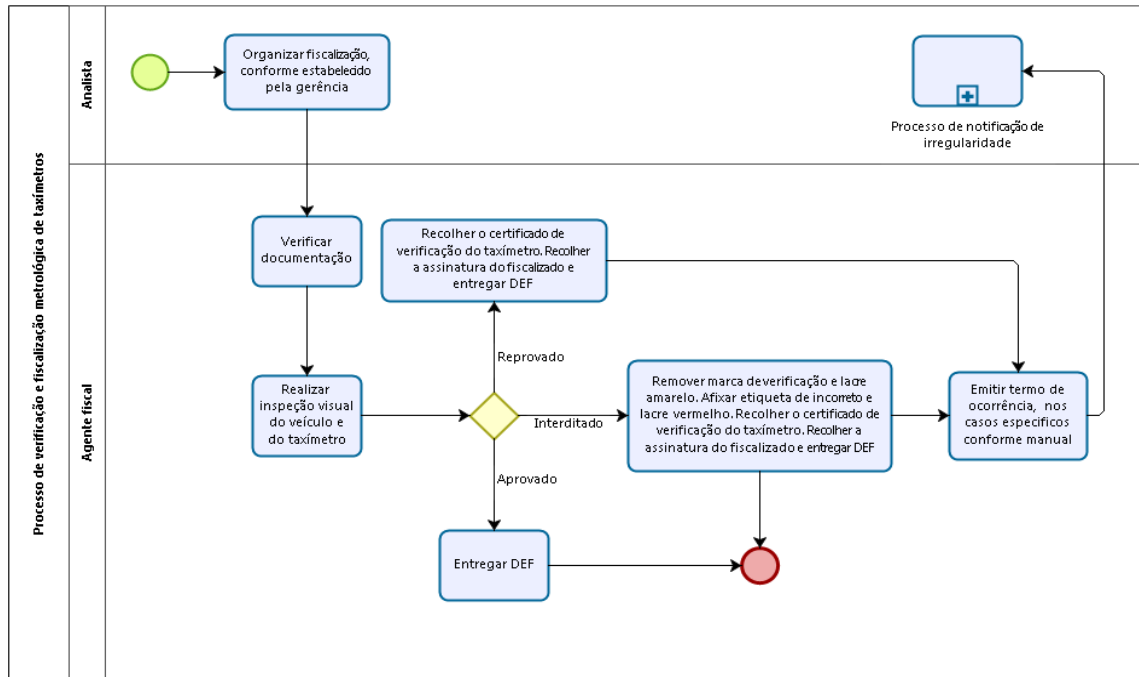 Processo de verificação e fiscalização metrológica de taxímetros
Analista
Organizar fiscalização,
conforme estabelecido
pela gerência
Processo de notificação de
irregularidade
Agente fiscal
Verificar
documentação
Recolher o certificado de
verificação do taxímetro. Recolher
a assinatura do fiscalizado e
entregar DEF
Reprovado
Realizar
inspeção visual
do veículo e
do taxímetro
Interditado
Remover marca de verificação e lacre
amarelo. Afixar etiqueta de incorreto e
lacre vermelho. Recolher o certificado de
verificação do taxímetro. Recolher a
assinatura do fiscalizado e entregar DEF
Emitir termo de
ocorrência, nos
casos especificos
conforme manual
Aprovado
Entregar DEF